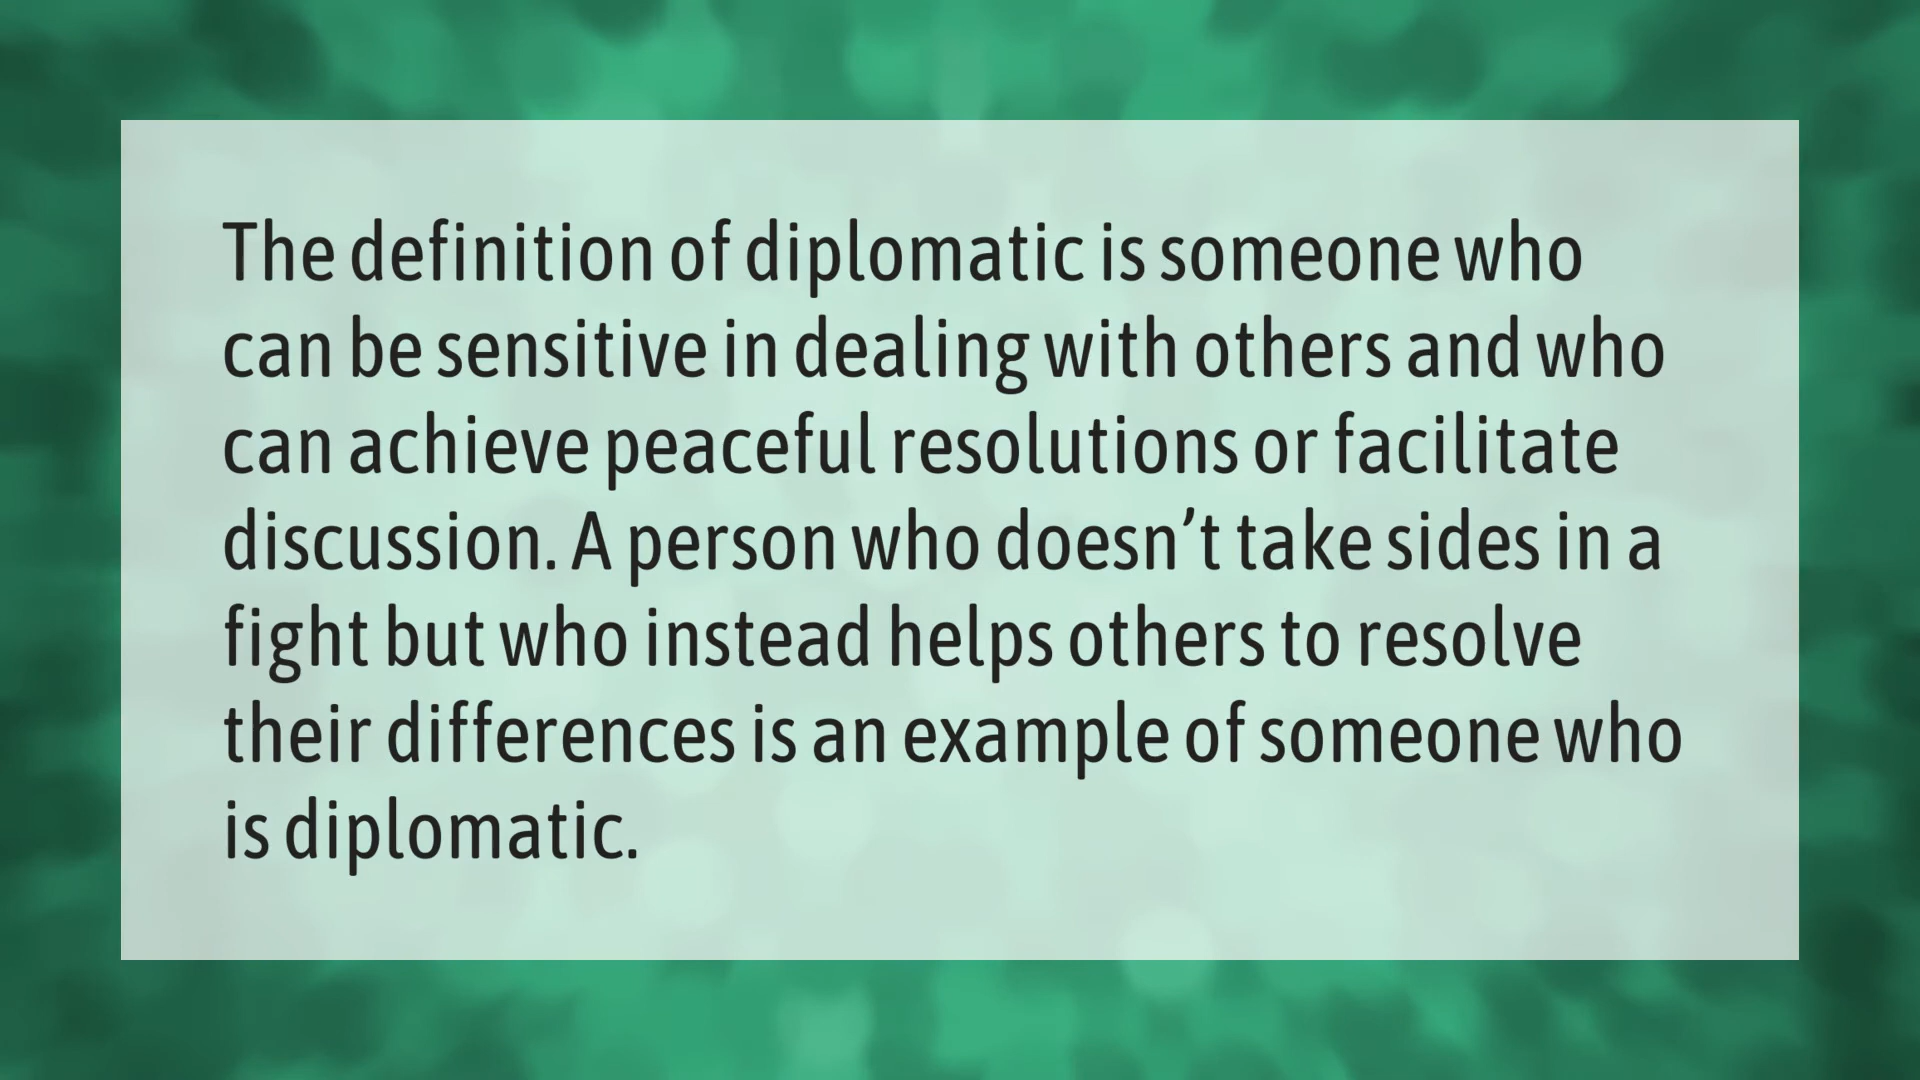 The definition of diplomatic is someone who
can be sensitive in dealing with others and who
can achieve peaceful resolutions or facilitate
discussion. A person who doesn’t take sides in a
fight but who instead helps others to resolve
their differences is an example of someone who
is diplomatic.